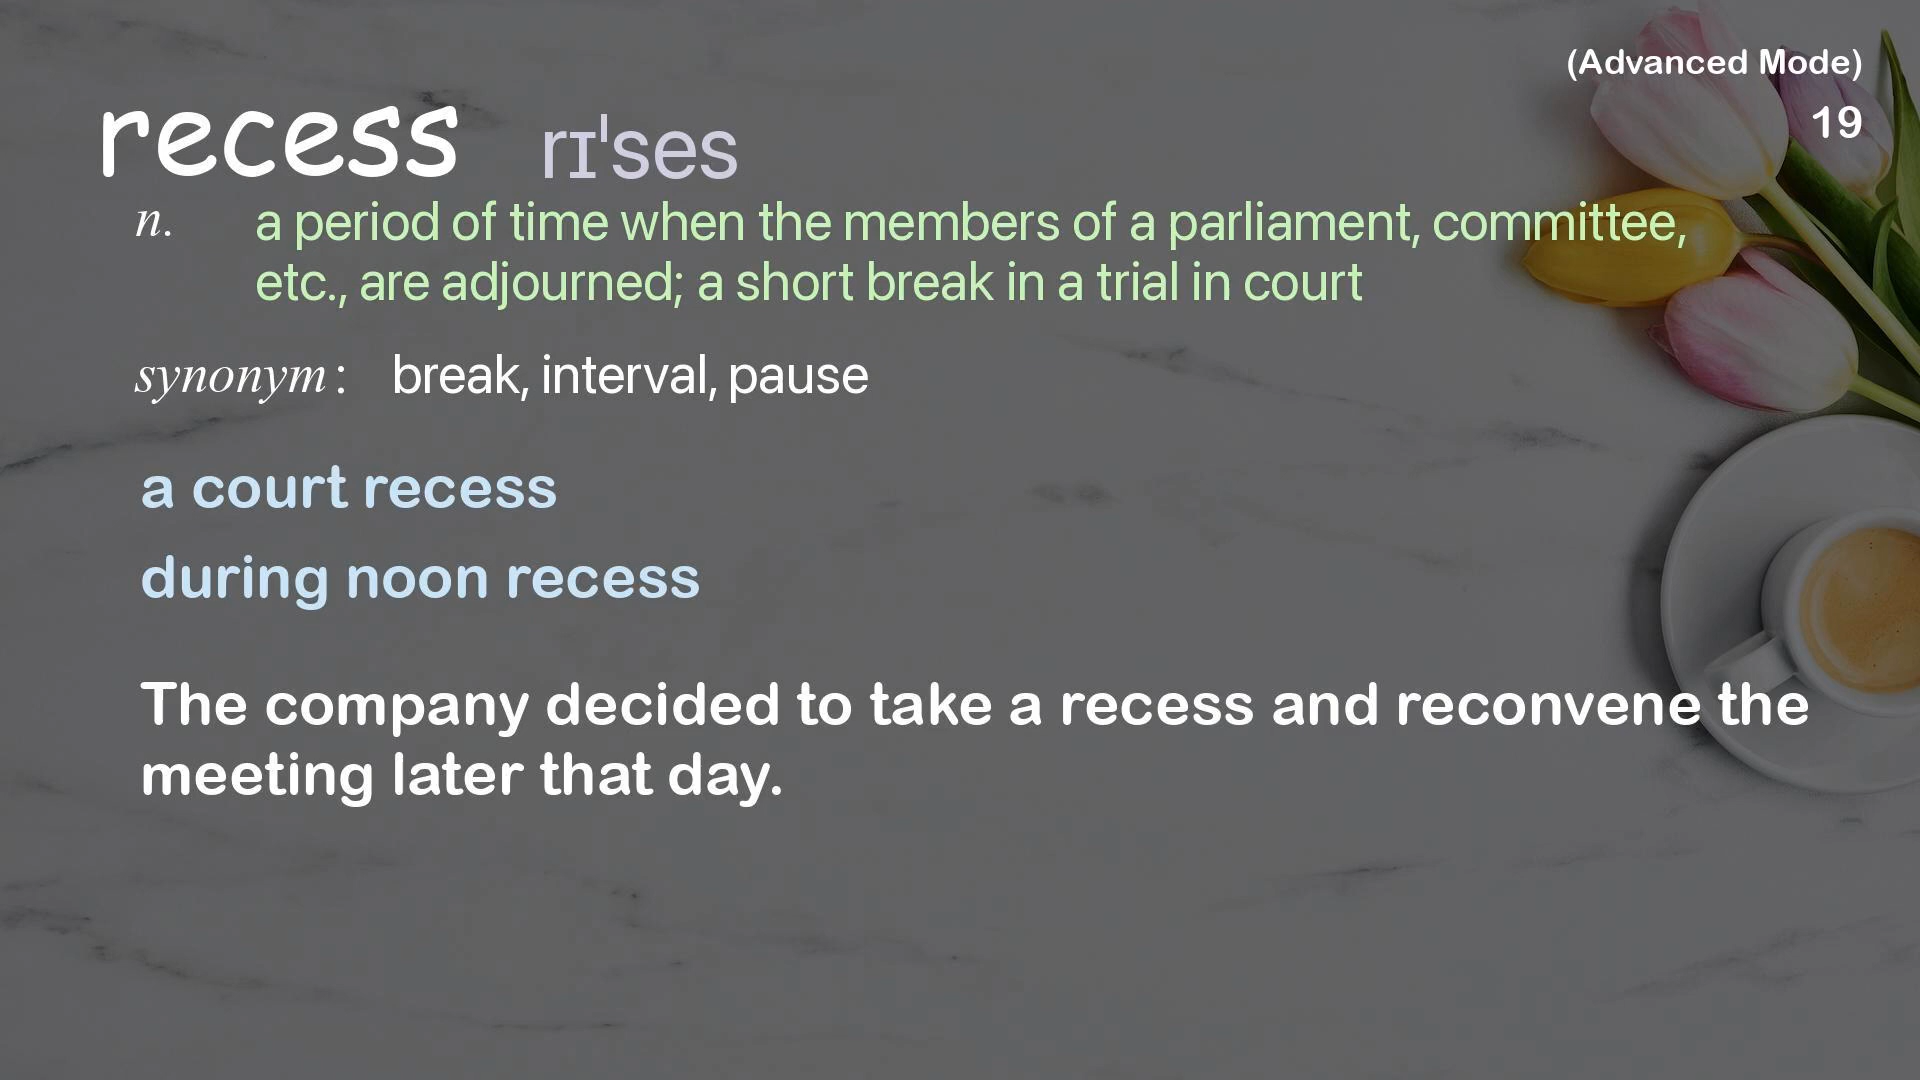 (Advanced Mode)
19
recess rɪˈses
n. a period of time when the members of a parliament, committee,
etc., are adjourned; a short break in a trial in court
synonym: break, interval, pause
a court recess
during noon recess
The company decided to take a recess and reconvene the
meeting later that day.